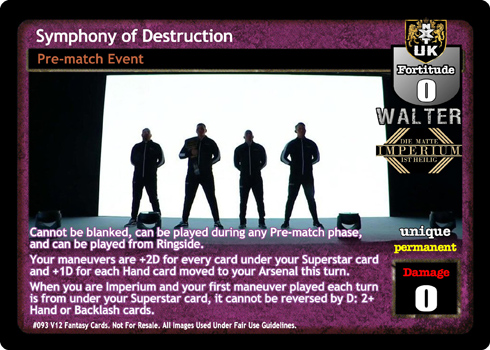 Symphony of Destruction
NXT
UK
Pre-match Event
Fortitude
0
WALTER
DIE MATTE
IMPERIUM
IST HEILIG
Cannot be blanked, can be played during any Pre-match phase,
and can be played from Ringside.
Your maneuvers are +2D for every card under your Superstar card
and +1D for each Hand card moved to your Arsenal this turn.
When you are Imperium and your first maneuver played each turn
is from under your Superstar card, it cannot be reversed by D: 2+
Hand or Backlash cards.
unique
permanent
Damage
0
#093 V12 Fantasy Cards. Not For Resale. All Images Used Under Fair Use Guidelines.